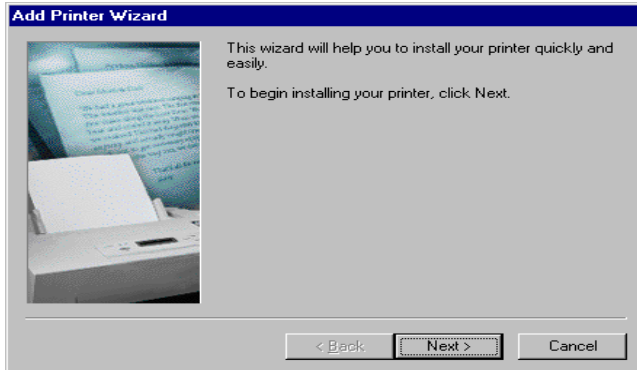 Add Printer Wizard
This wizard will help you to install your printer quickly and
easily.
To begin installing your printer, click Next.
< Back
Next >
Cancel